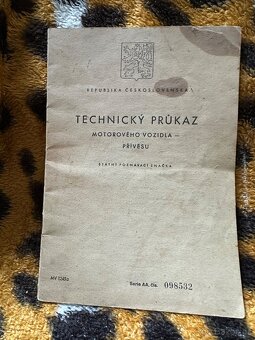 REPUBLIKA ČESKOSLOVENSKÁ
TECHNICKÝ PRŮKAZ
MOTOROVÉHO VOZIDLA —
PŘÍVĚSU
STÁTNÍ POZNÁVACÍ ZNAČKA
Serie AA, čís. 098532